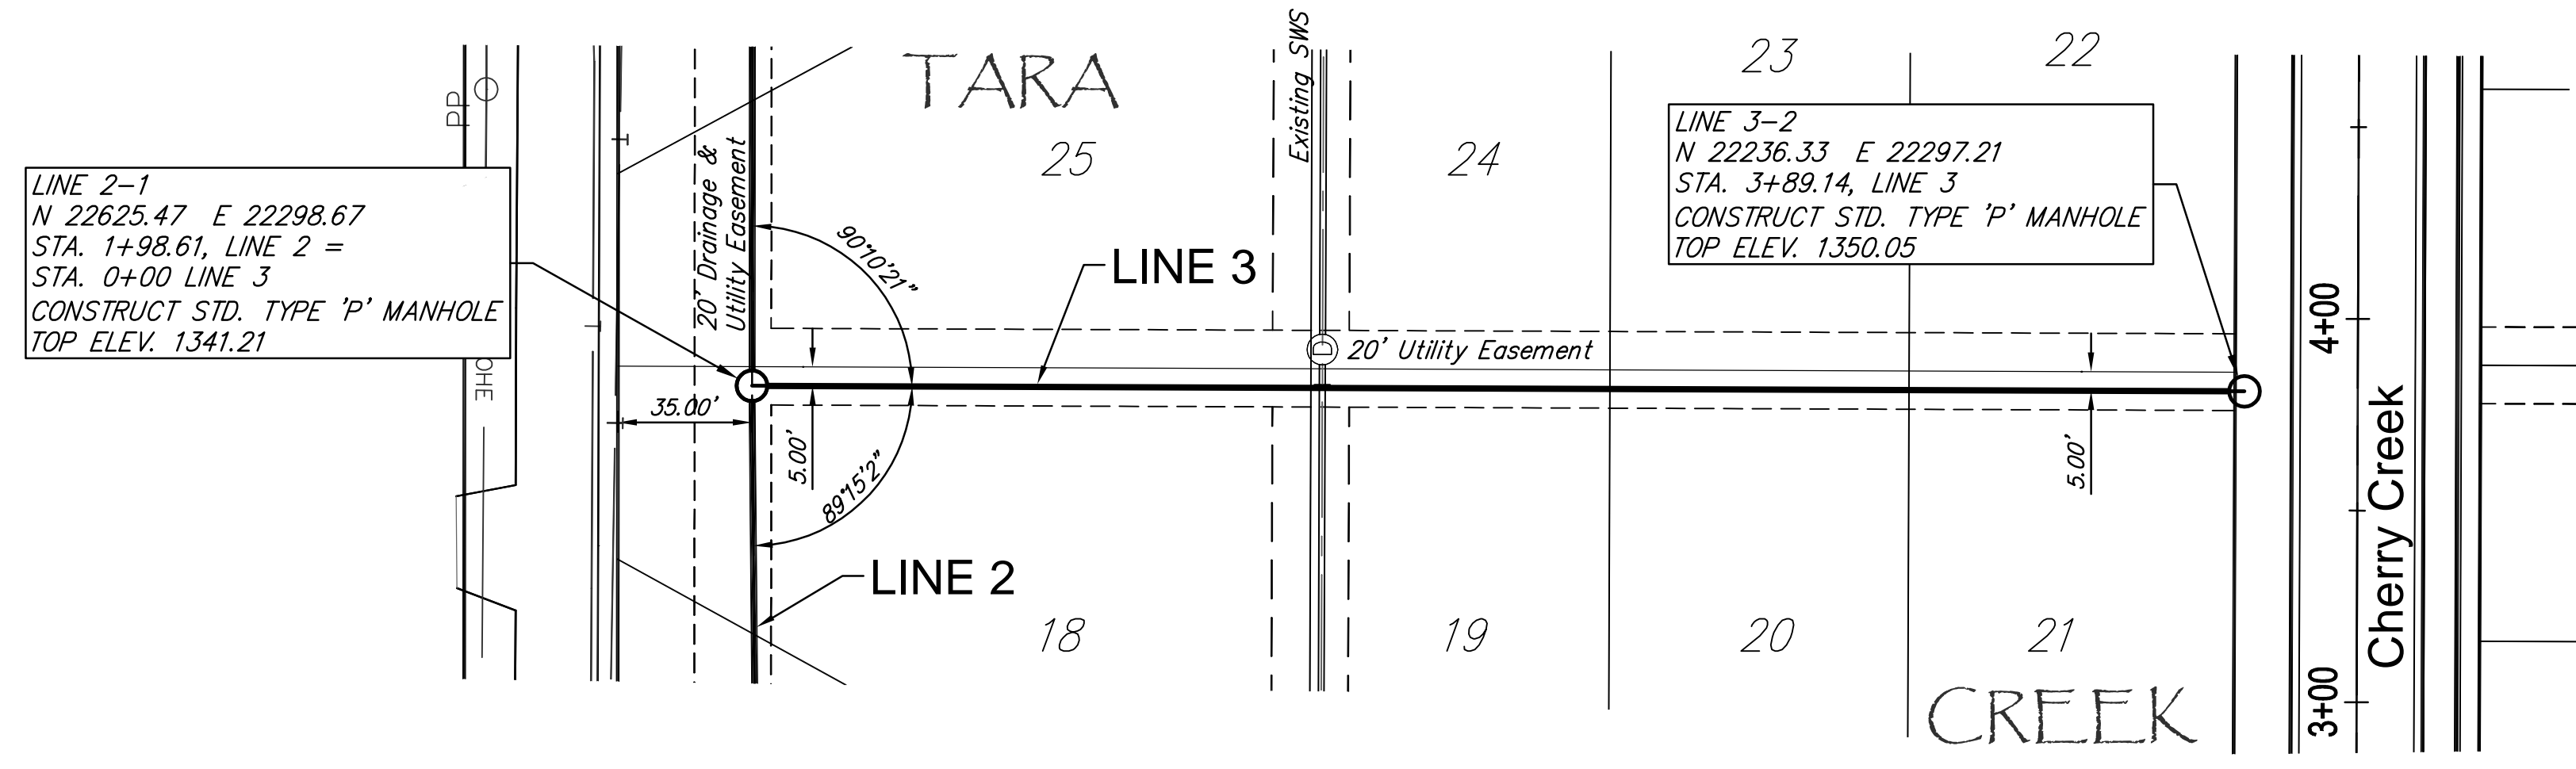 TARA
Existing SWS
23
22
PP
25
24
LINE 3-2
N 22236.33 E 22297.21
STA. 3+89.14, LINE 3
CONSTRUCT STD. TYPE 'P' MANHOLE
TOP ELEV. 1350.05
LINE 2-1
N 22625.47 E 22298.67
STA. 1+98.61, LINE 2 =
STA. 0+00 LINE 3
CONSTRUCT STD. TYPE 'P' MANHOLE
TOP ELEV. 1341.21
20' Drainage &
Utility Easement
90°10'21"
LINE 3
4+00
D
20' Utility Easement
OHE
35.00'
5.00'
89°15'2"
5.00'
Cherry Creek
LINE 2
18
19
20
21
3+00
CREEK